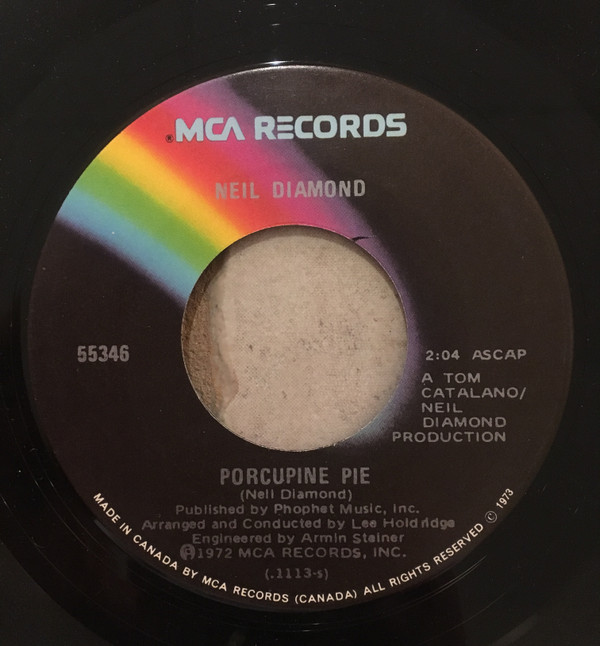 ®MCA RECORDS
NEIL DIAMOND
55346
2:04 ASCAP
A TOM
CATALANO/
NEIL
DIAMOND
PRODUCTION
PORCUPINE PIE
(Neil Diamond)
Published by Phophet Music, Inc.
Arranged and Conducted by Lee Holdridge
Engineered by Armin Steiner
℗1972 MCA RECORDS, INC.
(.1113-s)
MADE IN CANADA BY MCA RECORDS (CANADA) ALL RIGHTS RESERVED © 1973